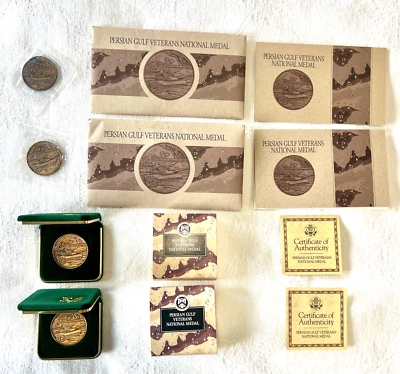 PERSIAN GULF VETERANS NATIONAL MEDAL
PERSIAN GULF VETERANS
NATIONAL MEDAL
PERSIAN GULF VETERANS NATIONAL MEDAL
PERSIAN GULF VETERANS
NATIONAL MEDAL
PERSIAN GULF
VETERANS
NATIONAL MEDAL
Certificate of
Authenticity
PERSIAN GULF VETERANS
NATIONAL MEDAL
PERSIAN GULF
VETERANS
NATIONAL MEDAL
Certificate of
Authenticity
PERSIAN GULF VETERANS
NATIONAL MEDAL